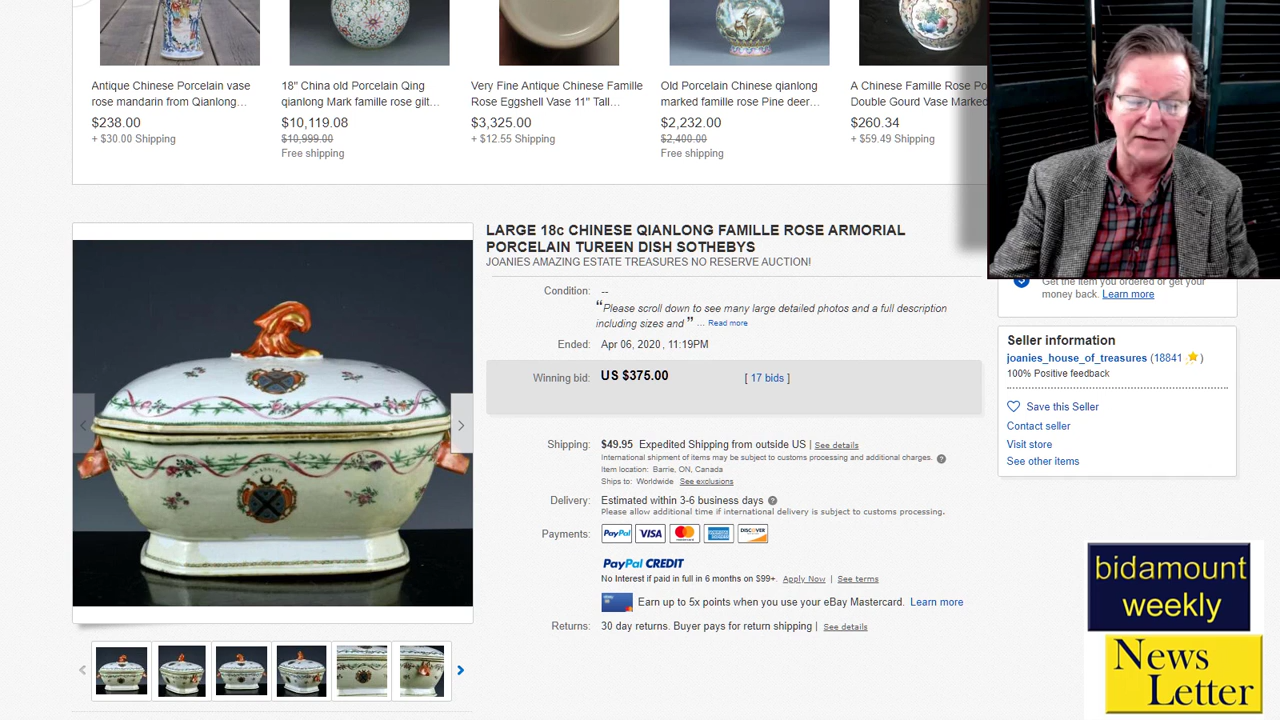 Antique Chinese Porcelain vase
rose mandarin from Qianlong...
$238.00
+ $30.00 Shipping
18" China old Porcelain Qing
qianlong Mark famille rose gilt...
$10,119.08
$10,999.00
Free shipping
Very Fine Antique Chinese Famille
Rose Eggshell Vase 11" Tall...
$3,325.00
+ $12.55 Shipping
Old Porcelain Chinese qianlong
marked famille rose Pine deer...
$2,232.00
$2,400.00
Free shipping
A Chinese Famille Rose Po
Double Gourd Vase Marked
$260.34
+ $59.49 Shipping
LARGE 18c CHINESE QIANLONG FAMILLE ROSE ARMORIAL
PORCELAIN TUREEN DISH SOTHEBYS
JOANIES AMAZING ESTATE TREASURES NO RESERVE AUCTION!
Condition: --
“Please scroll down to see many large detailed photos and a full description
including sizes and ” ... Read more
Ended: Apr 06, 2020 , 11:19PM
Winning bid: US $375.00 [ 17 bids ]
Shipping: $49.95 Expedited Shipping from outside US | See details
International shipment of items may be subject to customs processing and additional charges.
Item location: Barrie, ON, Canada
Ships to: Worldwide See exclusions
Delivery: Estimated within 3-6 business days
Please allow additional time if international delivery is subject to customs processing.
Payments: PayPal VISA DISCOVER
PayPal CREDIT
No Interest if paid in full in 6 months on $99+. Apply Now | See terms
Earn up to 5x points when you use your eBay Mastercard. Learn more
Returns: 30 day returns. Buyer pays for return shipping | See details
Get the item you ordered or get your
money back. Learn more
Seller information
joanies_house_of_treasures (18841 )
100% Positive feedback
Save this Seller
Contact seller
Visit store
See other items
bidamount
weekly
News
Letter